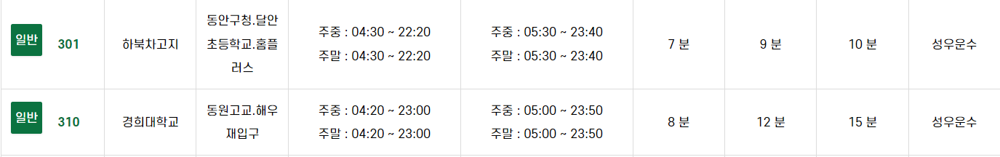 일반 301 하북차고지 동안구청.달안
초등학교.홈플
러스 주중 : 04:30 ~ 22:20
주말 : 04:30 ~ 22:20 주중 : 05:30 ~ 23:40
주말 : 05:30 ~ 23:40 7 분 9 분 10 분 성우운수
일반 310 경희대학교 동원고교.해우
재입구 주중 : 04:20 ~ 23:00
주말 : 04:20 ~ 23:00 주중 : 05:00 ~ 23:50
주말 : 05:00 ~ 23:50 8 분 12 분 15 분 성우운수